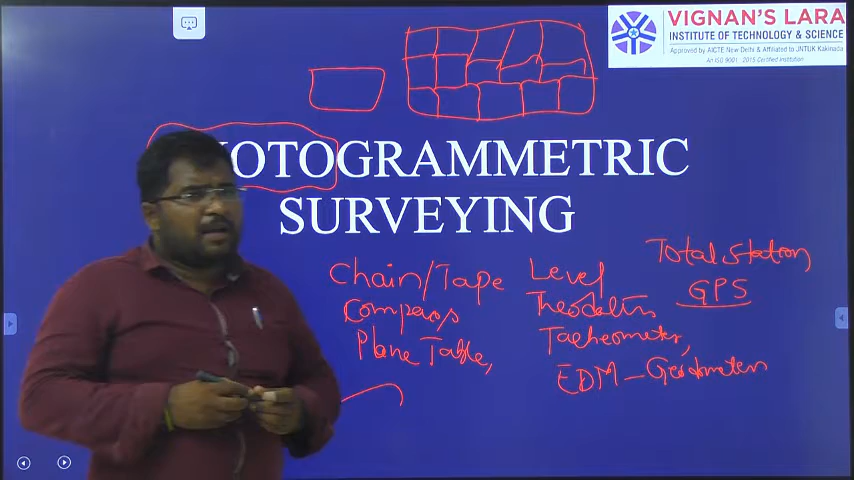 VIGNAN'S LARA
INSTITUTE OF TECHNOLOGY & SCIENCE
Approved by AICTE New Delhi & Affiliated to JNTUK Kakinada
An ISO 9001 : 2015 Certified Institution
OTOGRAMMETRIC
SURVEYING
Chain/Tape Level Total Station
Compass GPS
Plane Table, Tacheometer,
EDM - Geodometer